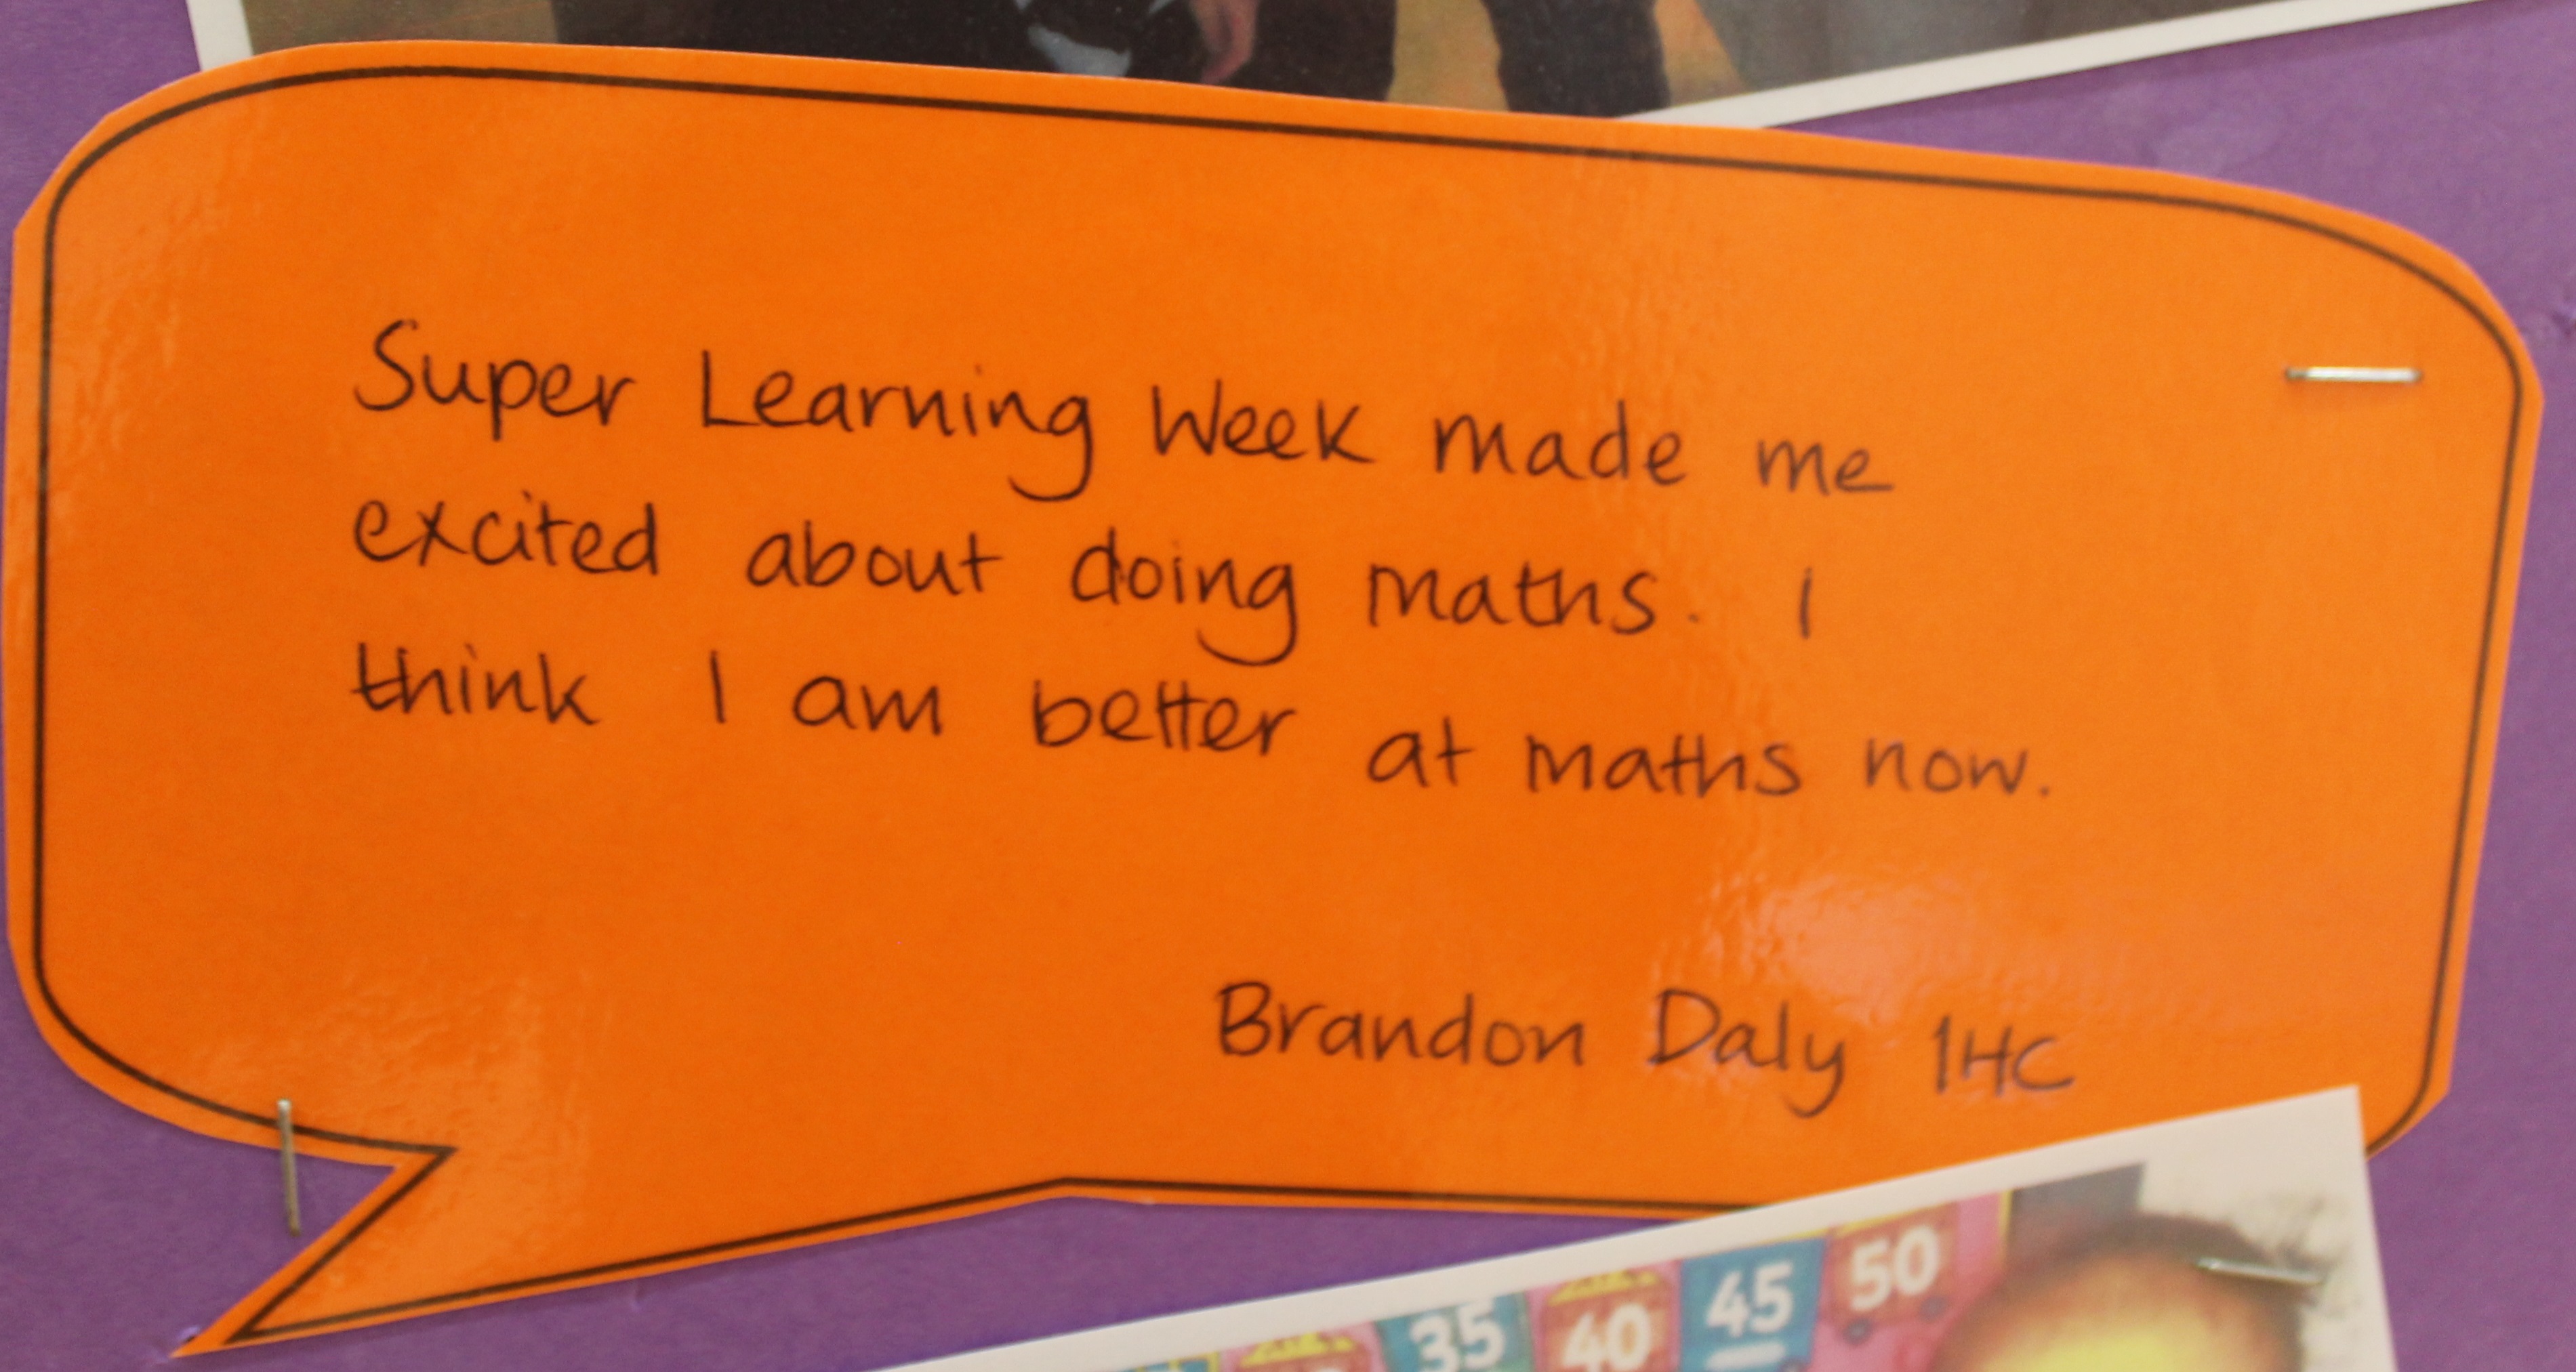 Super Learning Week made me
excited about doing maths. I
think I am better at maths now.
Brandon Daly 1HC
35 40 45 50